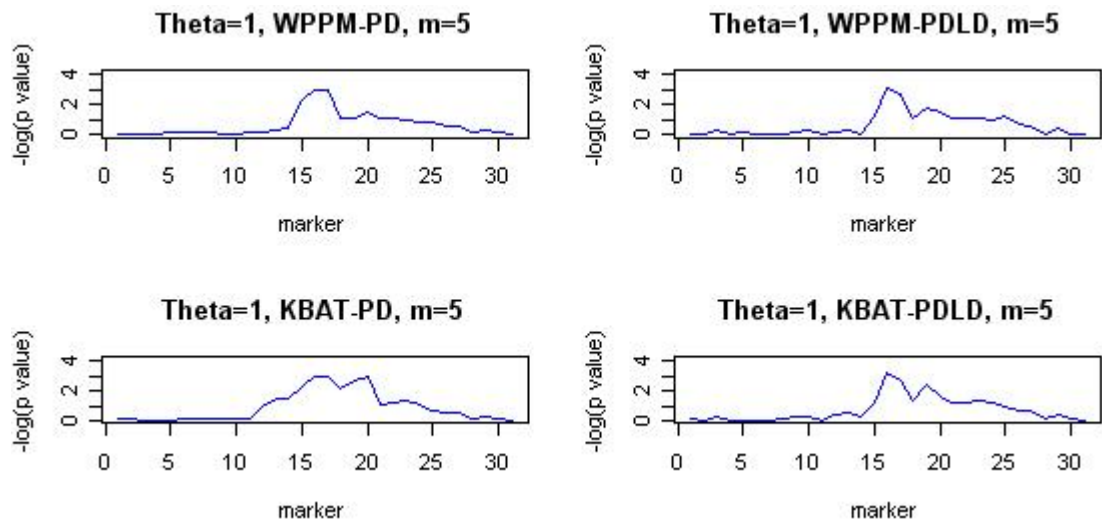 Theta=1, WPPM-PD, m=5
-log(p value)
0 2 4
0 5 10 15 20 25 30
marker
Theta=1, WPPM-PDLD, m=5
-log(p value)
0 2 4
0 5 10 15 20 25 30
marker
Theta=1, KBAT-PD, m=5
-log(p value)
0 2 4
0 5 10 15 20 25 30
marker
Theta=1, KBAT-PDLD, m=5
-log(p value)
0 2 4
0 5 10 15 20 25 30
marker